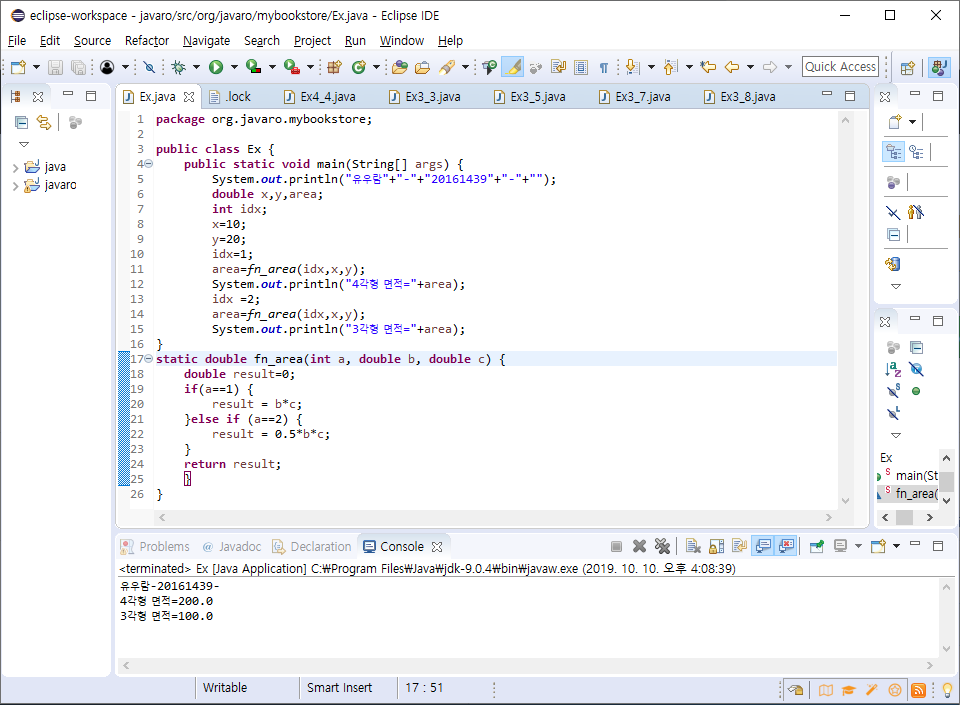 eclipse-workspace - javaro/src/org/javaro/mybookstore/Ex.java - Eclipse IDE
File Edit Source Refactor Navigate Search Project Run Window Help
Quick Access
Ex.java .lock Ex4_4.java Ex3_3.java Ex3_5.java Ex3_7.java Ex3_8.java
java
javaro
1 package org.javaro.mybookstore;
2
3 public class Ex {
4 public static void main(String[] args) {
5 System.out.println("유우람"+"-"+"20161439"+"-"+"");
6 double x,y,area;
7 int idx;
8 x=10;
9 y=20;
10 idx=1;
11 area=fn_area(idx,x,y);
12 System.out.println("4각형 면적="+area);
13 idx =2;
14 area=fn_area(idx,x,y);
15 System.out.println("3각형 면적="+area);
16 }
17 static double fn_area(int a, double b, double c) {
18 double result=0;
19 if(a==1) {
20 result = b*c;
21 }else if (a==2) {
22 result = 0.5*b*c;
23 }
24 return result;
25 }
26 }
Ex
main(St
fn_area(
Problems Javadoc Declaration Console
<terminated> Ex [Java Application] C:₩Program Files₩Java₩jdk-9.0.4₩bin₩javaw.exe (2019. 10. 10. 오후 4:08:39)
유우람-20161439-
4각형 면적=200.0
3각형 면적=100.0
Writable Smart Insert 17 : 51